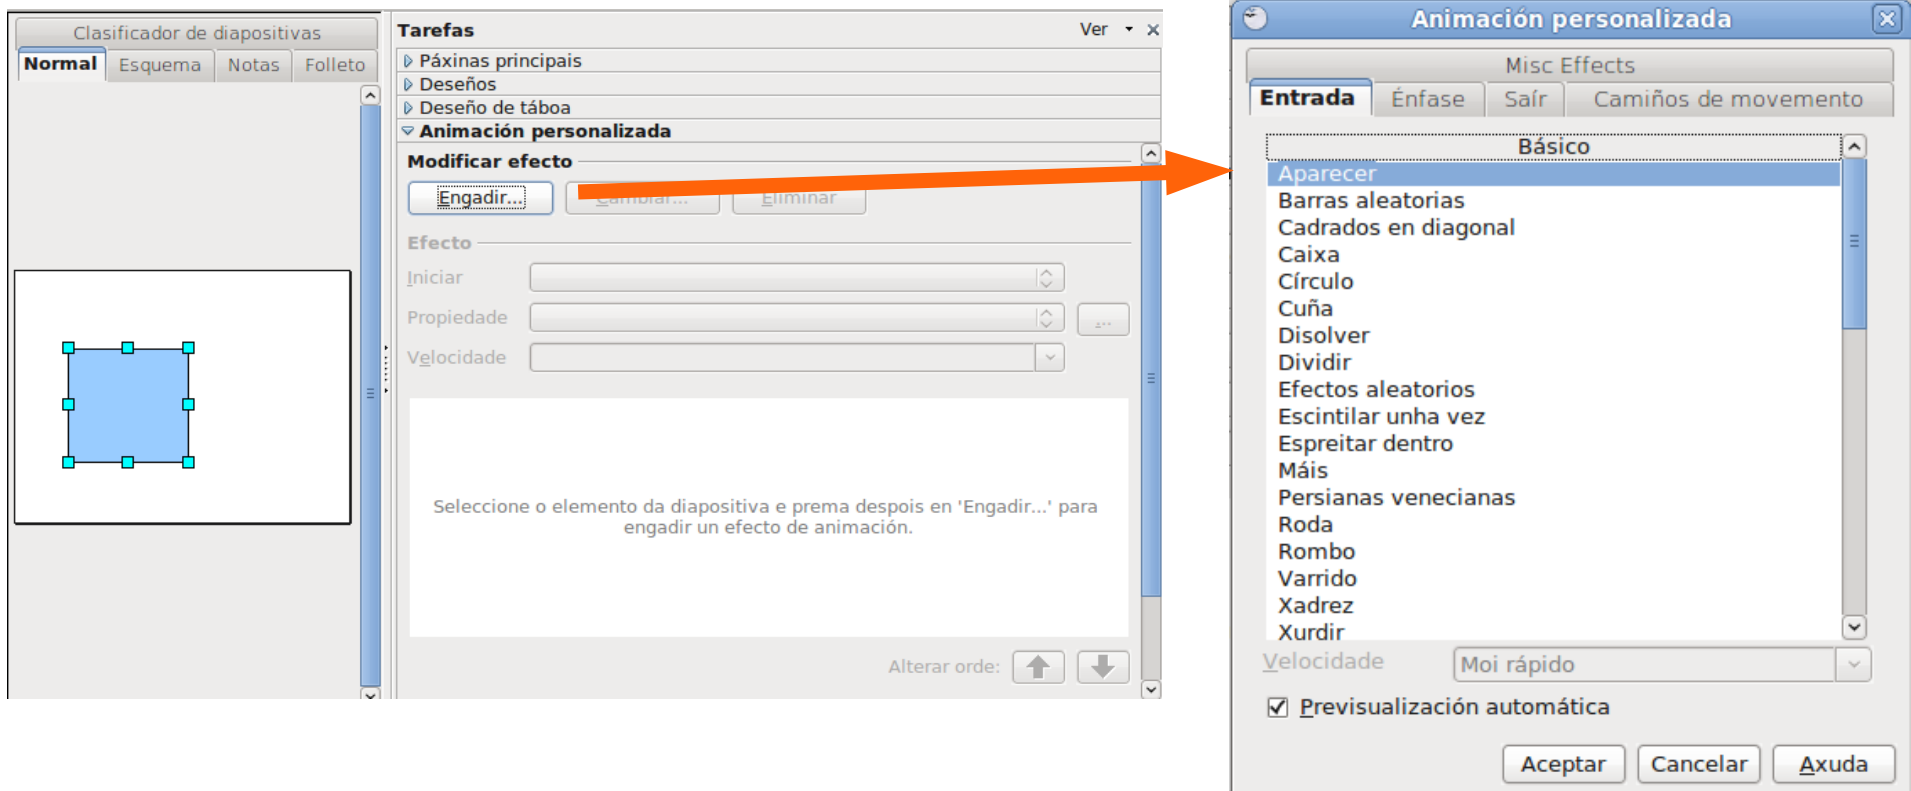 Clasificador de diapositivas
Normal Esquema Notas Folleto
Tarefas Ver
Páxinas principais
Deseños
Deseño de táboa
Animación personalizada
Modificar efecto
Engadir... Cambiar... Eliminar
Efecto
Iniciar
Propiedade ...
Velocidade
Seleccione o elemento da diapositiva e prema despois en 'Engadir...' para
engadir un efecto de animación.
Alterar orde:
Animación personalizada
Misc Effects
Entrada Énfase Saír Camiños de movemento
Básico
Aparecer
Barras aleatorias
Cadrados en diagonal
Caixa
Círculo
Cuña
Disolver
Dividir
Efectos aleatorios
Escintilar unha vez
Espreitar dentro
Máis
Persianas venecianas
Roda
Rombo
Varrido
Xadrez
Xurdir
Velocidade Moi rápido
Previsualización automática
Aceptar Cancelar Axuda